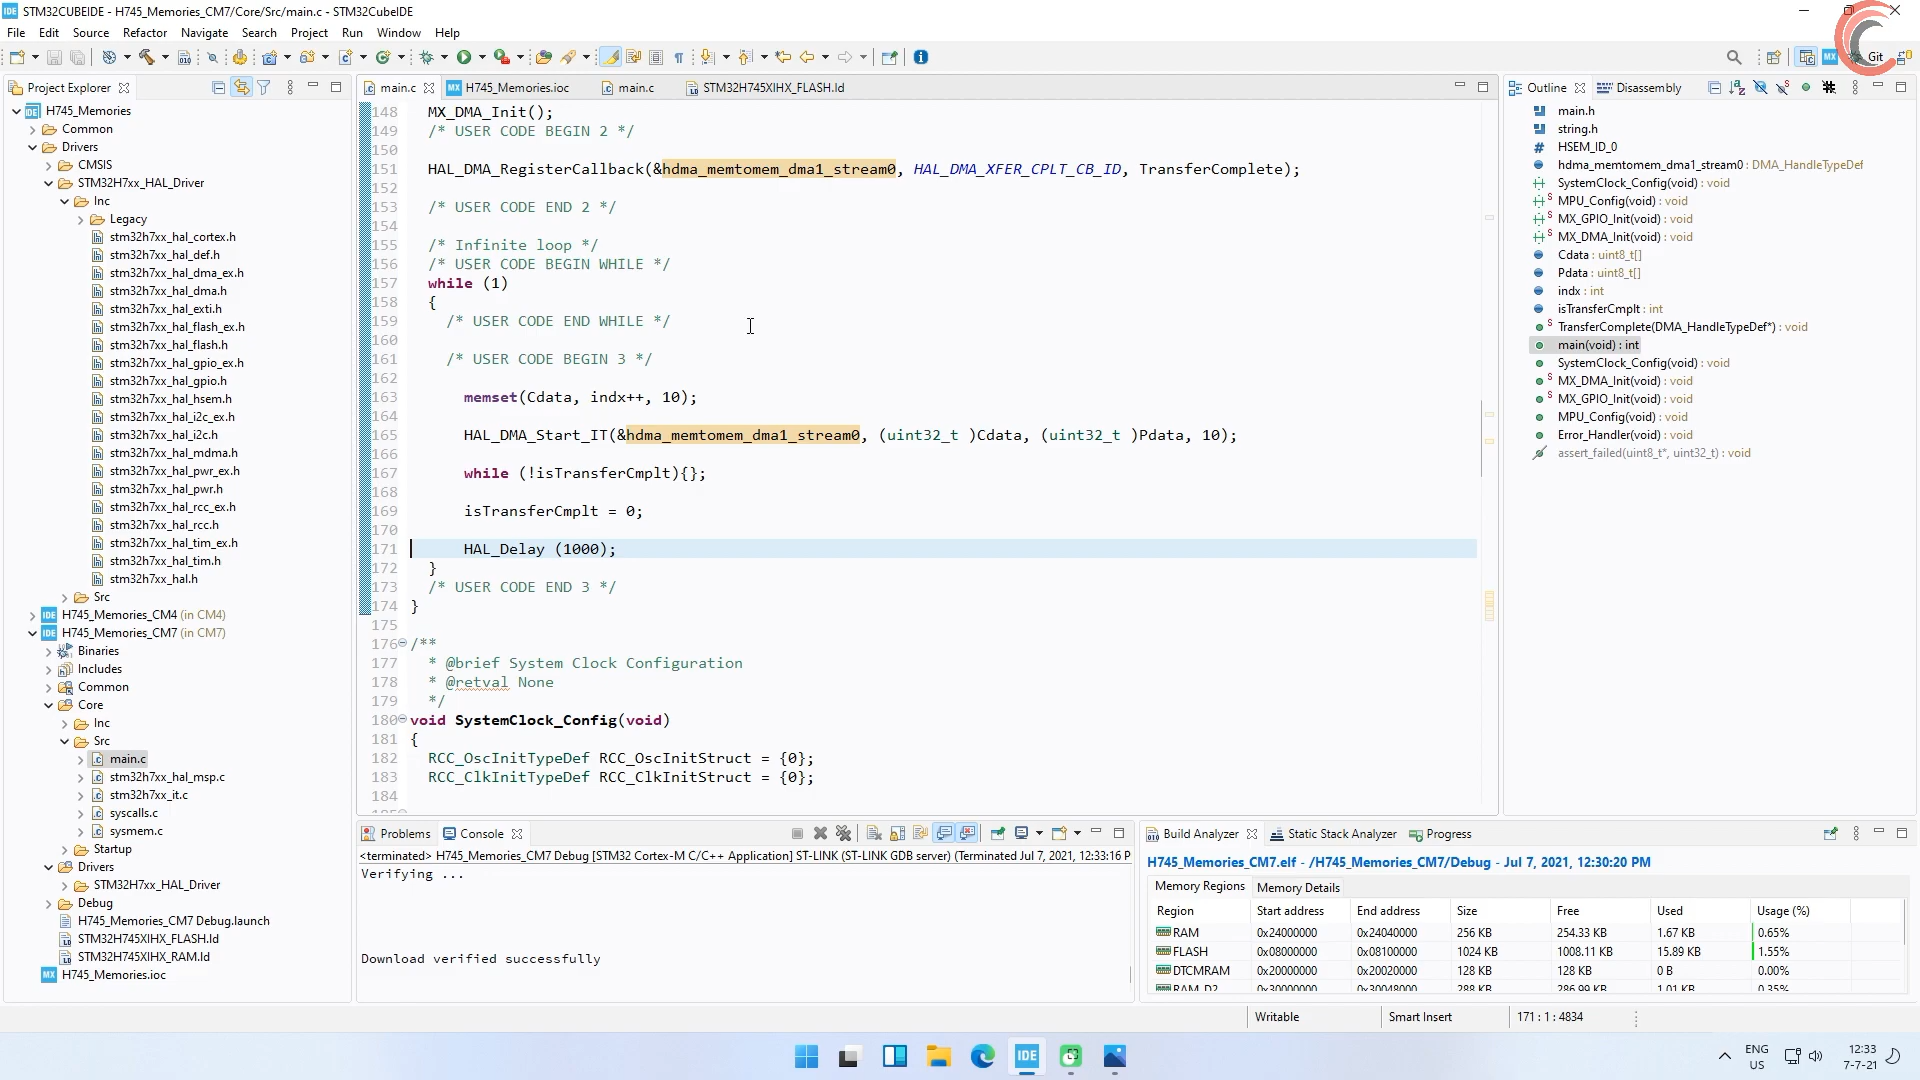 STM32CUBEIDE - H745_Memories_CM7/Core/Src/main.c - STM32CubeIDE
File Edit Source Refactor Navigate Search Project Run Window Help
Git
Project Explorer
H745_Memories
Common
Drivers
CMSIS
STM32H7xx_HAL_Driver
Inc
Legacy
stm32h7xx_hal_cortex.h
stm32h7xx_hal_def.h
stm32h7xx_hal_dma_ex.h
stm32h7xx_hal_dma.h
stm32h7xx_hal_exti.h
stm32h7xx_hal_flash_ex.h
stm32h7xx_hal_flash.h
stm32h7xx_hal_gpio_ex.h
stm32h7xx_hal_gpio.h
stm32h7xx_hal_hsem.h
stm32h7xx_hal_i2c_ex.h
stm32h7xx_hal_i2c.h
stm32h7xx_hal_mdma.h
stm32h7xx_hal_pwr_ex.h
stm32h7xx_hal_pwr.h
stm32h7xx_hal_rcc_ex.h
stm32h7xx_hal_rcc.h
stm32h7xx_hal_tim_ex.h
stm32h7xx_hal_tim.h
stm32h7xx_hal.h
Src
H745_Memories_CM4 (in CM4)
H745_Memories_CM7 (in CM7)
Binaries
Includes
Common
Core
Inc
Src
main.c
stm32h7xx_hal_msp.c
stm32h7xx_it.c
syscalls.c
sysmem.c
Startup
Drivers
STM32H7xx_HAL_Driver
Debug
H745_Memories_CM7 Debug.launch
STM32H745XIHX_FLASH.ld
STM32H745XIHX_RAM.ld
H745_Memories.ioc
main.c H745_Memories.ioc main.c STM32H745XIHX_FLASH.ld
148 MX_DMA_Init();
149 /* USER CODE BEGIN 2 */
150
151 HAL_DMA_RegisterCallback(&hdma_memtomem_dma1_stream0, HAL_DMA_XFER_CPLT_CB_ID, TransferComplete);
152
153 /* USER CODE END 2 */
154
155 /* Infinite loop */
156 /* USER CODE BEGIN WHILE */
157 while (1)
158 {
159 /* USER CODE END WHILE */
160
161 /* USER CODE BEGIN 3 */
162
163 memset(Cdata, indx++, 10);
164
165 HAL_DMA_Start_IT(&hdma_memtomem_dma1_stream0, (uint32_t )Cdata, (uint32_t )Pdata, 10);
166
167 while (!isTransferCmplt){};
168
169 isTransferCmplt = 0;
170
171 HAL_Delay (1000);
172 }
173 /* USER CODE END 3 */
174 }
175
176 /**
177 * @brief System Clock Configuration
178 * @retval None
179 */
180 void SystemClock_Config(void)
181 {
182 RCC_OscInitTypeDef RCC_OscInitStruct = {0};
183 RCC_ClkInitTypeDef RCC_ClkInitStruct = {0};
184
Outline Disassembly
main.h
string.h
HSEM_ID_0
hdma_memtomem_dma1_stream0 : DMA_HandleTypeDef
SystemClock_Config(void) : void
MPU_Config(void) : void
MX_GPIO_Init(void) : void
MX_DMA_Init(void) : void
Cdata : uint8_t[]
Pdata : uint8_t[]
indx : int
isTransferCmplt : int
TransferComplete(DMA_HandleTypeDef*) : void
main(void) : int
SystemClock_Config(void) : void
MX_DMA_Init(void) : void
MX_GPIO_Init(void) : void
MPU_Config(void) : void
Error_Handler(void) : void
assert_failed(uint8_t*, uint32_t) : void
Problems Console
<terminated> H745_Memories_CM7 Debug [STM32 Cortex-M C/C++ Application] ST-LINK (ST-LINK GDB server) (Terminated Jul 7, 2021, 12:33:16 P
Verifying ...
Download verified successfully
Build Analyzer Static Stack Analyzer Progress
H745_Memories_CM7.elf - /H745_Memories_CM7/Debug - Jul 7, 2021, 12:30:20 PM
Memory Regions Memory Details
Region Start address End address Size Free Used Usage (%)
RAM 0x24000000 0x24040000 256 KB 254.33 KB 1.67 KB 0.65%
FLASH 0x08000000 0x08100000 1024 KB 1008.11 KB 15.89 KB 1.55%
DTCMRAM 0x20000000 0x20020000 128 KB 128 KB 0 B 0.00%
RAM_D2 0x30000000 0x30048000 288 KB 286.99 KB 1.01 KB 0.35%
Writable Smart Insert 171 : 1 : 4834
IDE
ENG
US
12:33
7-7-21